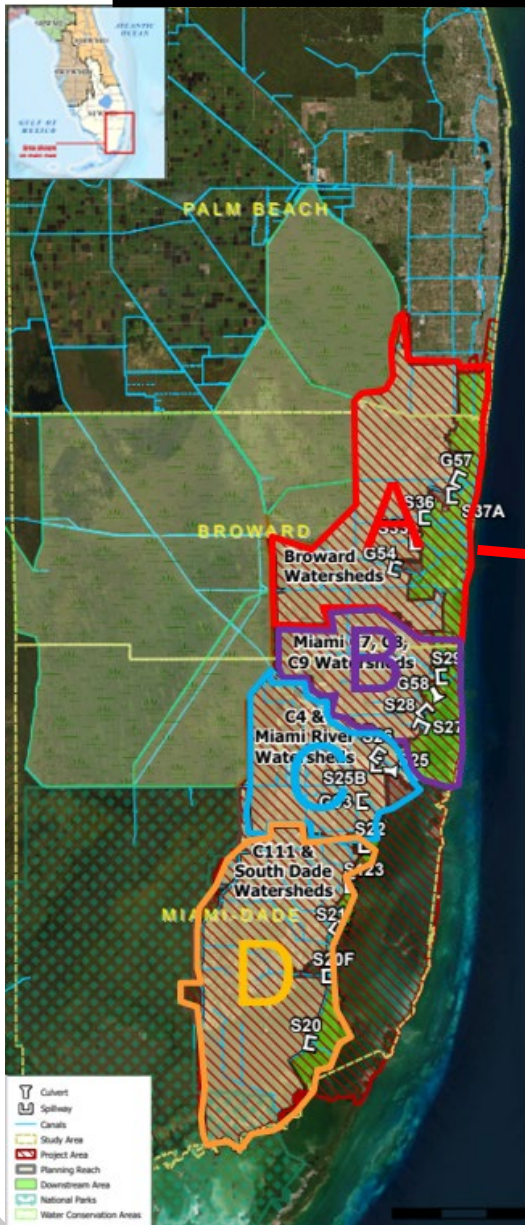 ATLANTIC
OCEAN
GULF OF
MEXICO
PALM BEACH
G57
S36
S37A
A
BROWARD
G54
Broward
Watersheds
B
Miami C7, C8,
C9 Watersheds
S29
G58
S28
S27
C4 &
Miami River
Watersheds
C
S25B
S22
C111 &
South Dade
Watersheds
MIAMI-DADE
D
S20F
S20
Culvert
Spillway
Canals
Study Area
Project Area
Planning Reach
Downstream Area
National Parks
Water Conservation Areas